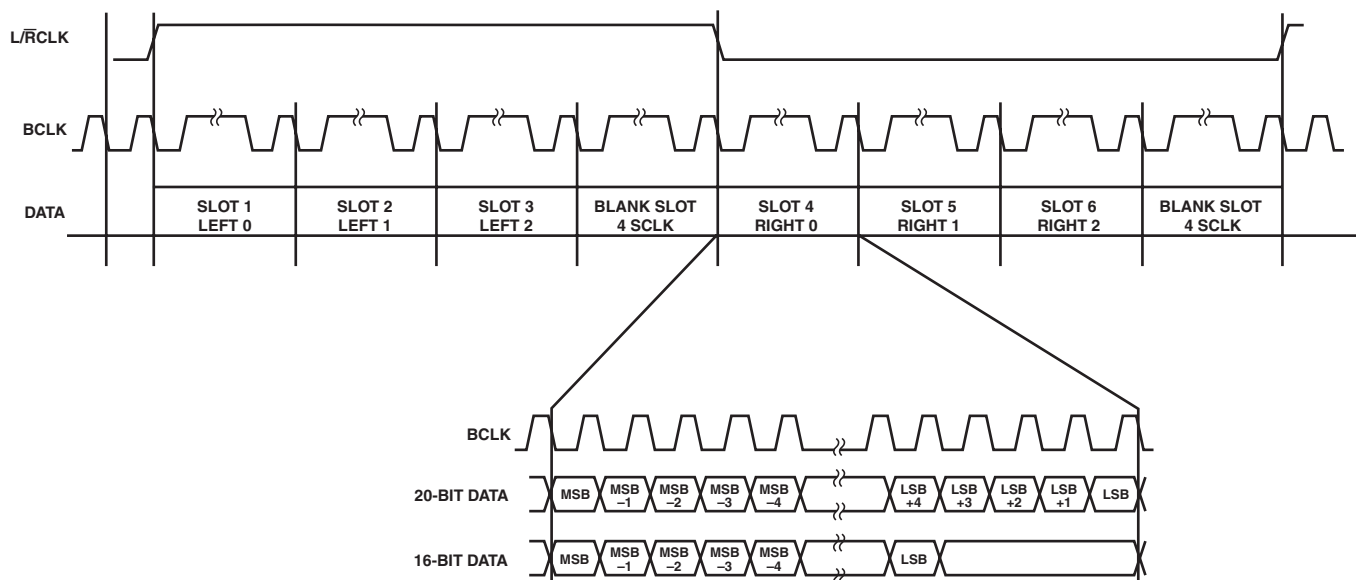 L/R̅CLK
BCLK
DATA
SLOT 1
LEFT 0
SLOT 2
LEFT 1
SLOT 3
LEFT 2
BLANK SLOT
4 SCLK
SLOT 4
RIGHT 0
SLOT 5
RIGHT 1
SLOT 6
RIGHT 2
BLANK SLOT
4 SCLK
BCLK
20-BIT DATA
MSB
MSB
–1
MSB
–2
MSB
–3
MSB
–4
LSB
+4
LSB
+3
LSB
+2
LSB
+1
LSB
16-BIT DATA
MSB
MSB
–1
MSB
–2
MSB
–3
MSB
–4
LSB